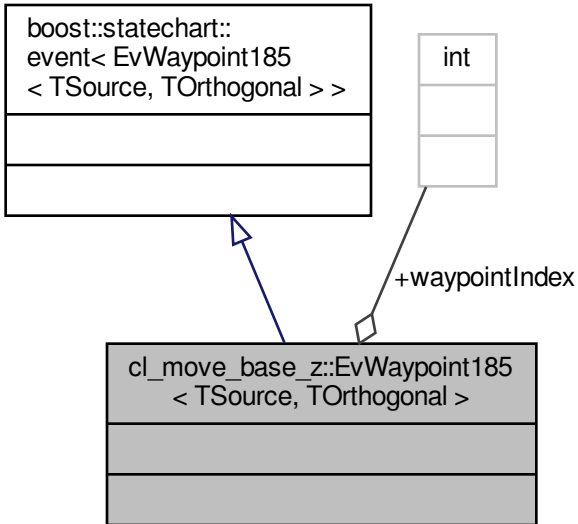 boost::statechart::
event< EvWaypoint185
< TSource, TOrthogonal > >
int
+waypointIndex
cl_move_base_z::EvWaypoint185
< TSource, TOrthogonal >